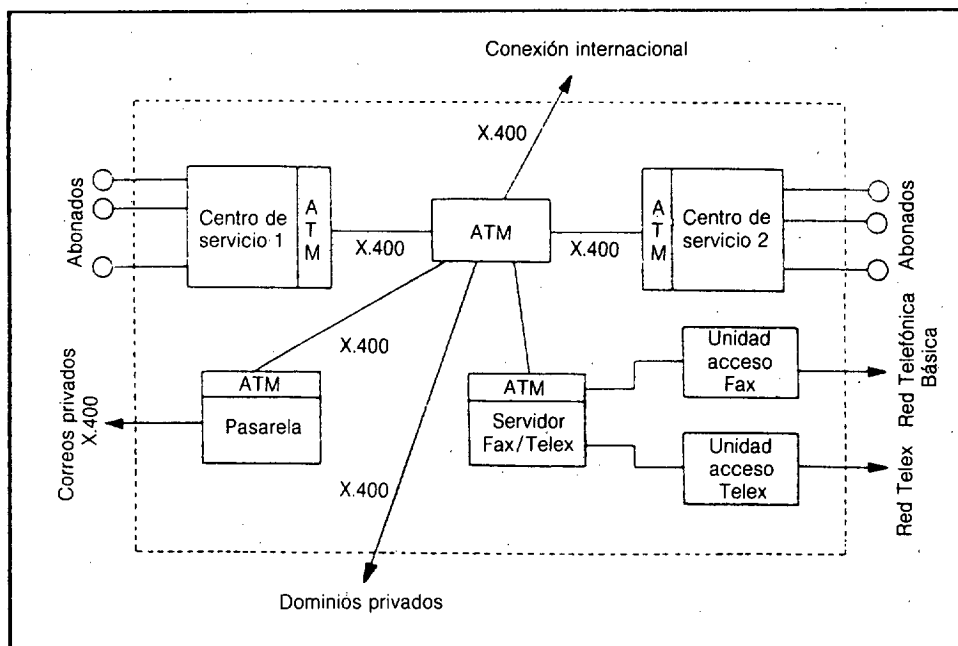 Conexión internacional
X.400
Abonados
Centro de
servicio 1
A
T
M
X.400
ATM
X.400
A
T
M
Centro de
servicio 2
Abonados
X.400
ATM
Pasarela
Correos privados
X.400
X.400
ATM
Servidor
Fax/Telex
Unidad
acceso
Fax
Red Telefónica
Básica
Unidad
acceso
Telex
Red Telex
Dominios privados